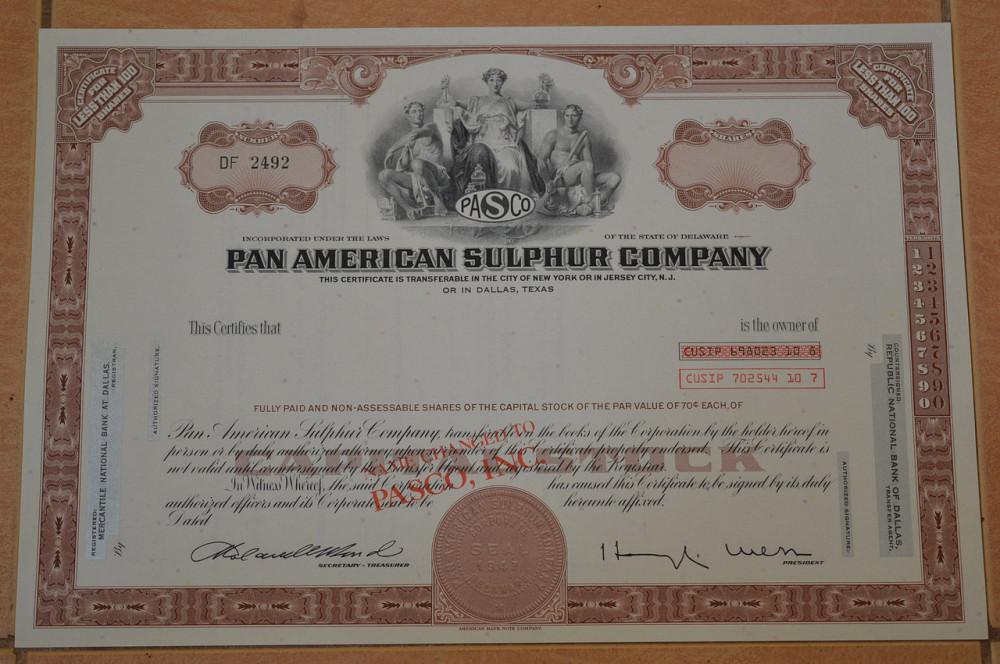 CERTIFICATE
FOR
LESS THAN 100
SHARES
CERTIFICATE
FOR
LESS THAN 100
SHARES
NUMBER
DF 2492
SHARES
PASCO
INCORPORATED UNDER THE LAWS OF THE STATE OF DELAWARE
PAN AMERICAN SULPHUR COMPANY
THIS CERTIFICATE IS TRANSFERABLE IN THE CITY OF NEW YORK OR IN JERSEY CITY, N.J.
OR IN DALLAS, TEXAS
This Certifies that is the owner of
CUSIP 698023 10 6
CUSIP 702544 10 7
FULLY PAID AND NON-ASSESSABLE SHARES OF THE CAPITAL STOCK OF THE PAR VALUE OF 70¢ EACH, OF
Pan American Sulphur Company, transferable on the books of the Corporation by the holder hereof in
person or by duly authorized attorney upon surrender of this certificate properly endorsed. This Certificate is
not valid until countersigned by the Transfer Agent and registered by the Registrar.
In Witness Whereof, the said Corporation has caused this Certificate to be signed by its duly
authorized officers and its Corporate seal to be hereunto affixed.
Dated
NAME CHANGED TO
PASCO, INC.
SECRETARY-TREASURER
PRESIDENT
REGISTERED:
MERCANTILE NATIONAL BANK AT DALLAS,
REGISTRAR,
By
AUTHORIZED SIGNATURE.
COUNTERSIGNED:
REPUBLIC NATIONAL BANK OF DALLAS,
TRANSFER AGENT,
By
AUTHORIZED SIGNATURE.
1 1
2 2
3 3
4 4
5 5
6 6
7 7
8 8
9 9
0 0
AMERICAN BANK NOTE COMPANY.